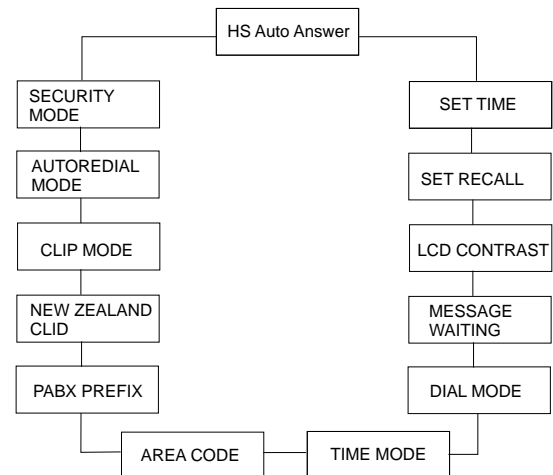 HS Auto Answer
SECURITY
MODE
SET TIME
AUTOREDIAL
MODE
SET RECALL
CLIP MODE
LCD CONTRAST
NEW ZEALAND
CLID
MESSAGE
WAITING
PABX PREFIX
DIAL MODE
AREA CODE
TIME MODE